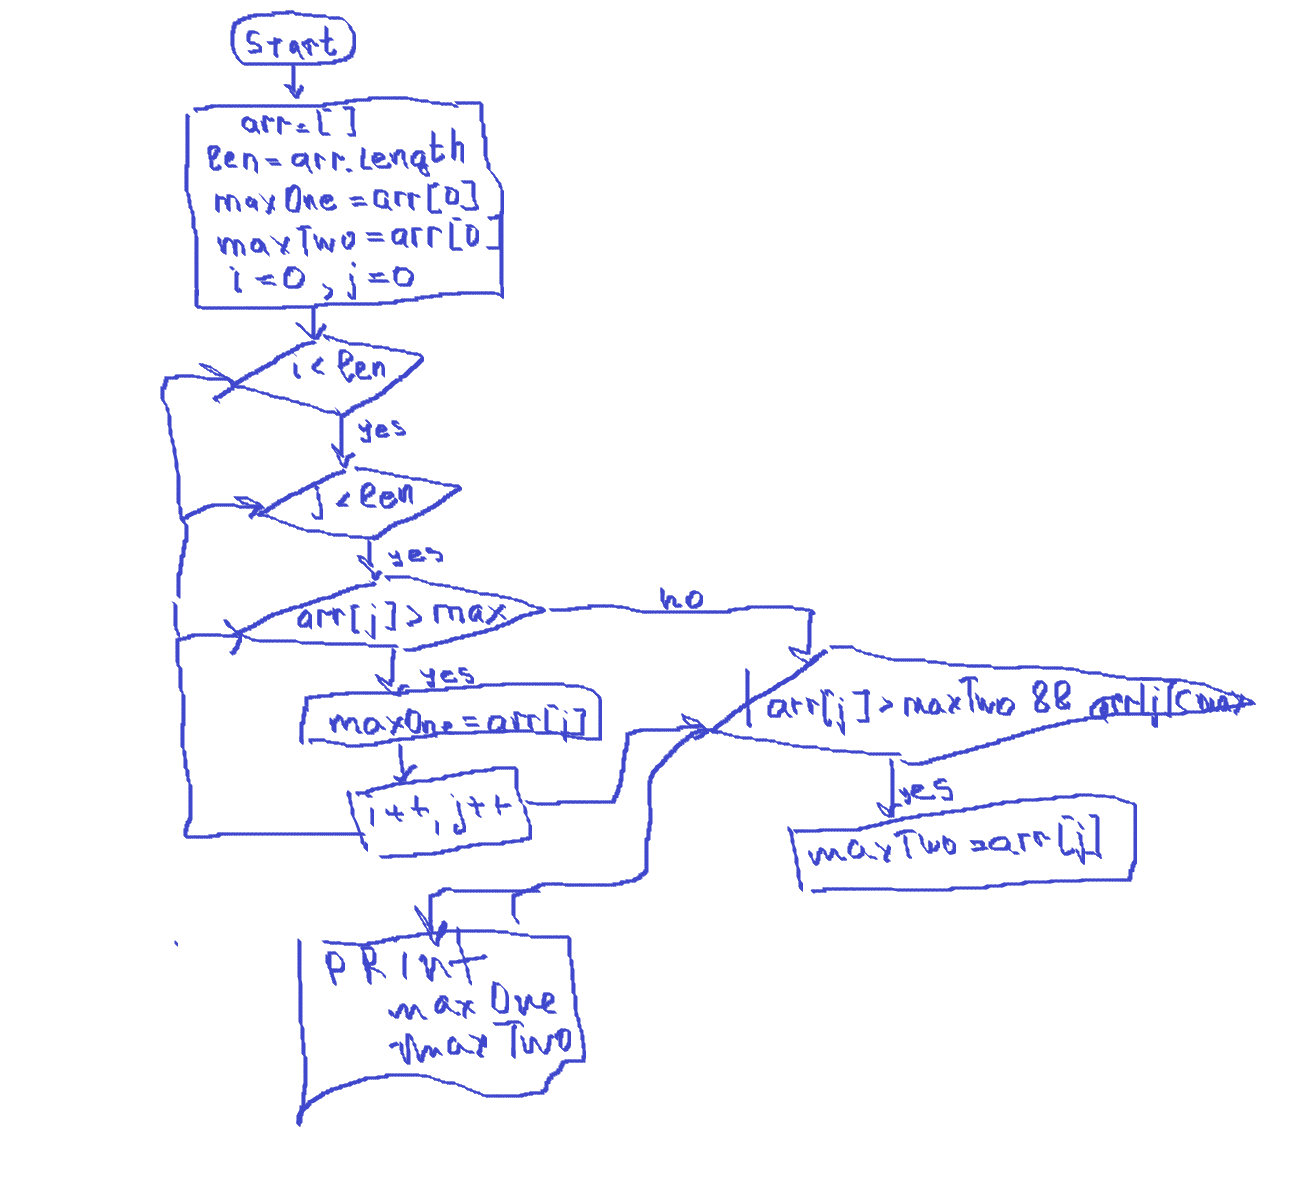 Start
arr=[ ]
len=arr.Length
maxOne=arr[0]
maxTwo=arr[0]
i=0, j=0
i<len
yes
j<len
yes
arr[j]>max
no
yes
maxOne=arr[j]
arr[j]>maxTwo && arr[j]<max
i++, j++
yes
maxTwo=arr[j]
PRint
maxOne
maxTwo